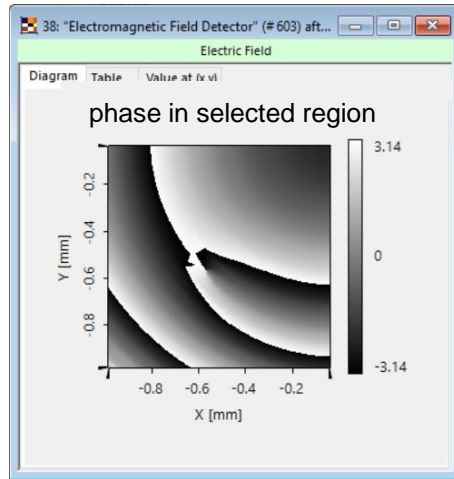 38: "Electromagnetic Field Detector" (# 603) aft...
Electric Field
Diagram Table Value at (x,y)
phase in selected region
3.14
0
-3.14
-0.2
-0.4
-0.6
-0.8
Y [mm]
-0.8 -0.6 -0.4 -0.2
X [mm]